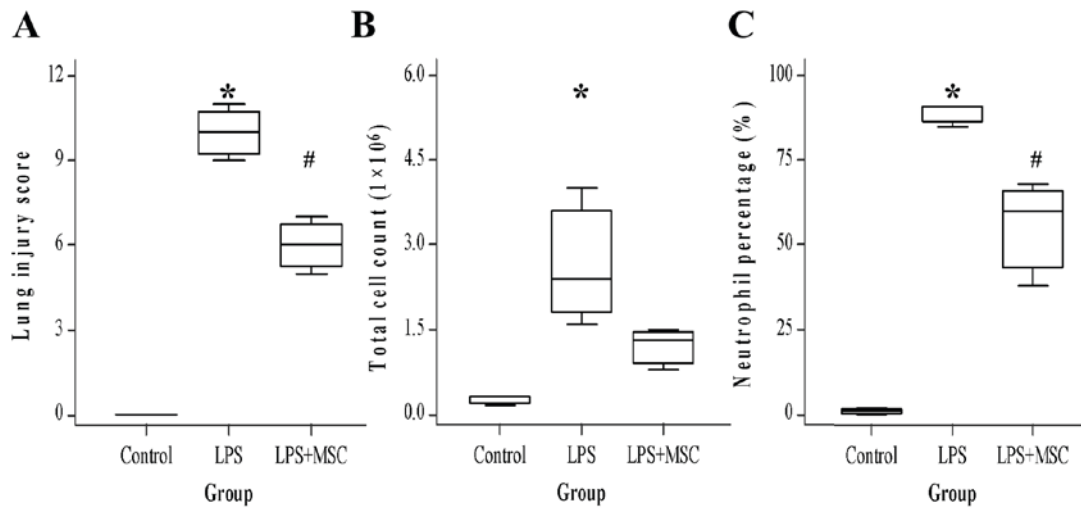 A
Lung injury score
12
*
9
#
6
3
0
Control LPS LPS+MSC
Group
B
Total cell count (1×10⁶)
6.0
*
4.5
3.0
1.5
0.0
Control LPS LPS+MSC
Group
C
Neutrophil percentage (%)
100
*
75
#
50
25
0
Control LPS LPS+MSC
Group